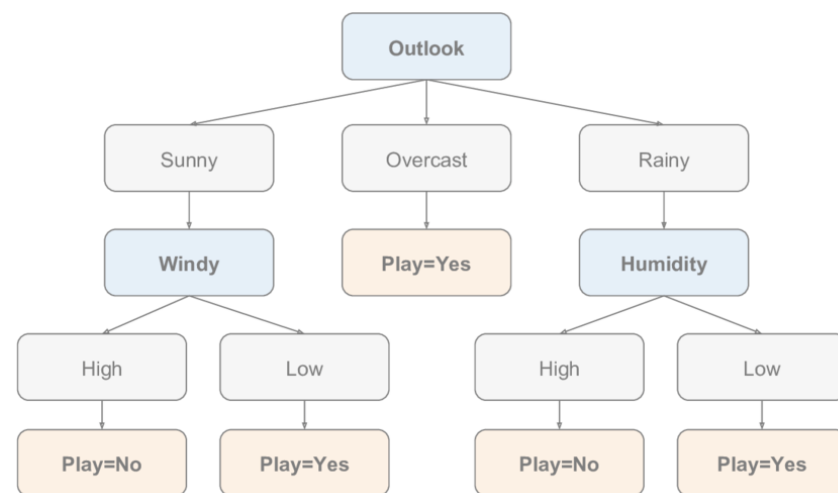 Outlook
Sunny
Overcast
Rainy
Windy
Play=Yes
Humidity
High
Low
High
Low
Play=No
Play=Yes
Play=No
Play=Yes